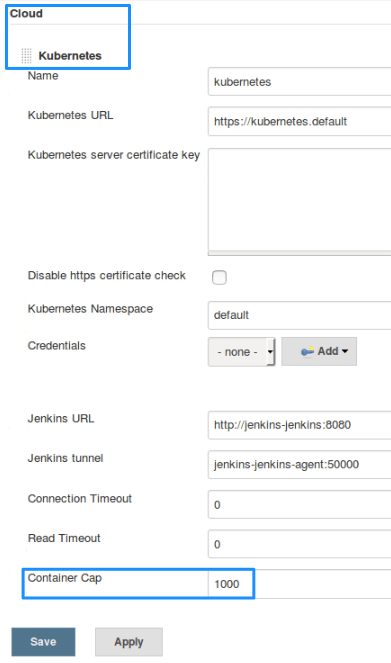 Cloud
Kubernetes
Name
kubernetes
Kubernetes URL
https://kubernetes.default
Kubernetes server certificate key
Disable https certificate check
Kubernetes Namespace
default
Credentials
- none -
Add
Jenkins URL
http://jenkins-jenkins:8080
Jenkins tunnel
jenkins-jenkins-agent:50000
Connection Timeout
0
Read Timeout
0
Container Cap
1000
Save
Apply